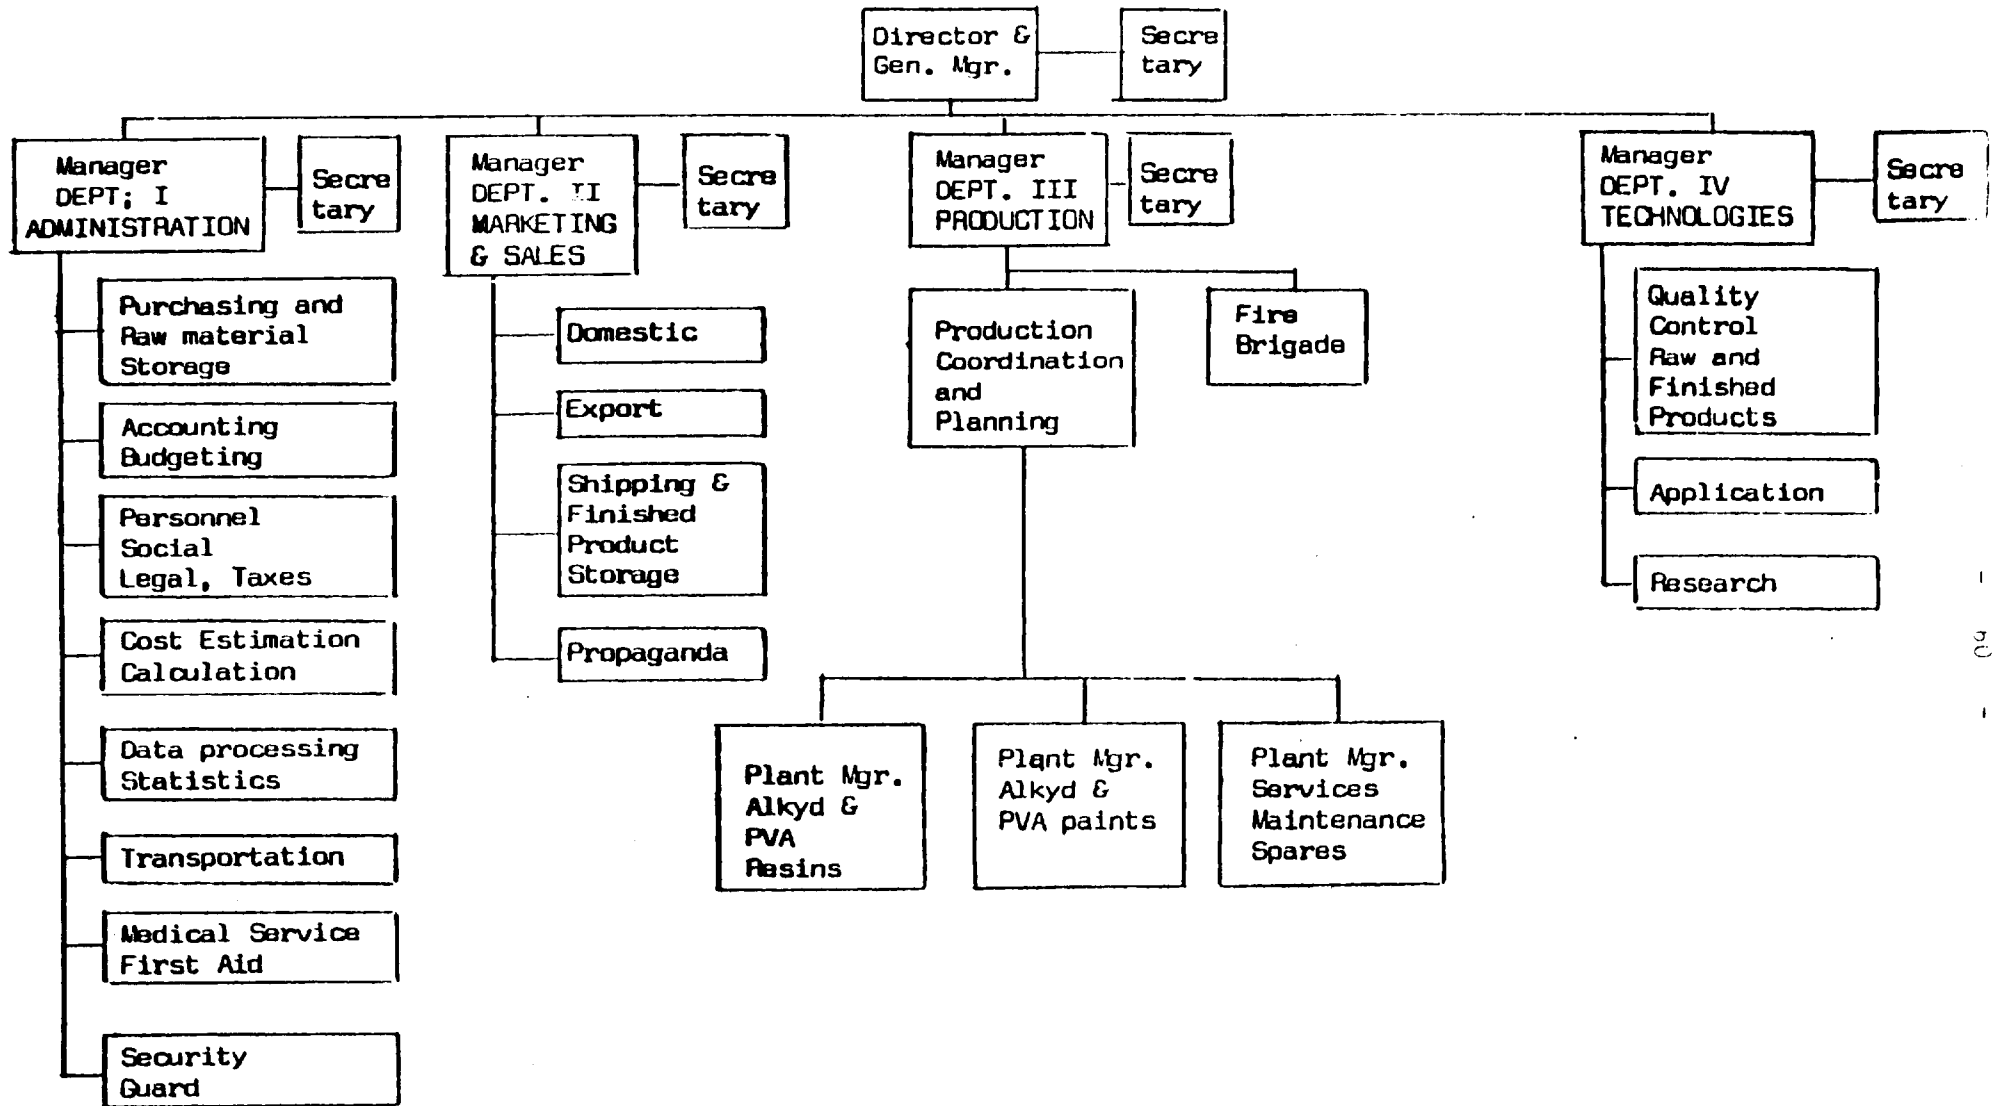 Director &
Gen. Mgr.
Secre
tary
Manager
DEPT; I
ADMINISTRATION
Secre
tary
Manager
DEPT. II
MARKETING
& SALES
Secre
tary
Manager
DEPT. III
PRODUCTION
Secre
tary
Manager
DEPT. IV
TECHNOLOGIES
Secre
tary
Purchasing and
Raw material
Storage
Accounting
Budgeting
Personnel
Social
Legal, Taxes
Cost Estimation
Calculation
Data processing
Statistics
Transportation
Medical Service
First Aid
Security
Guard
Domestic
Export
Shipping &
Finished
Product
Storage
Propaganda
Production
Coordination
and
Planning
Fire
Brigade
Plant Mgr.
Alkyd &
PVA
Resins
Plant Mgr.
Alkyd &
PVA paints
Plant Mgr.
Services
Maintenance
Spares
Quality
Control
Raw and
Finished
Products
Application
Research